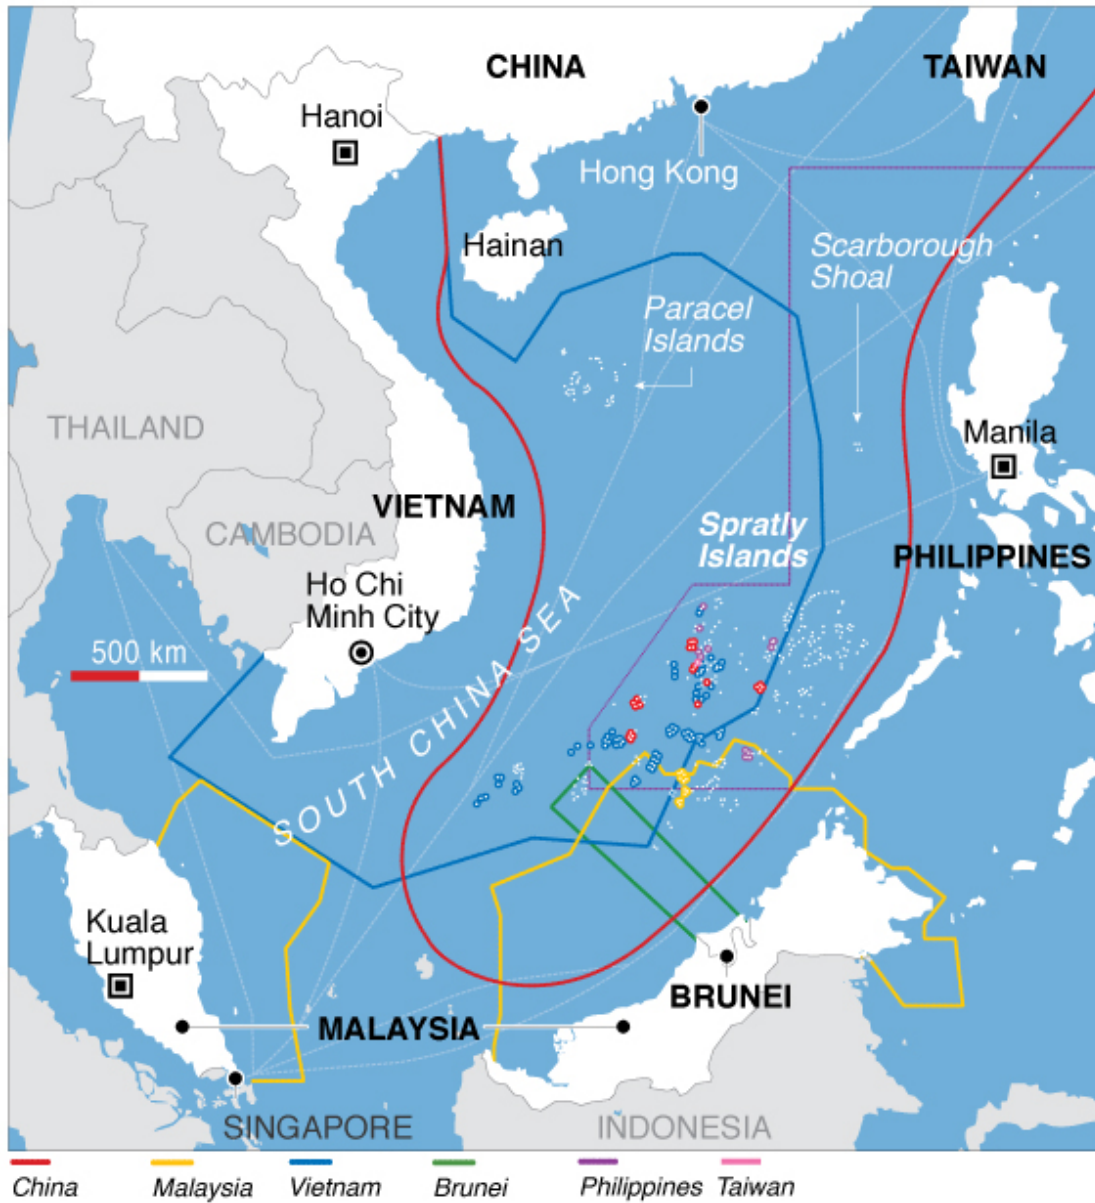 CHINA
TAIWAN
Hanoi
Hong Kong
Hainan
Scarborough
Shoal
Paracel
Islands
THAILAND
Manila
VIETNAM
CAMBODIA
Spratly
Islands
PHILIPPINES
Ho Chi
Minh City
500 km
SOUTH CHINA SEA
Kuala
Lumpur
BRUNEI
MALAYSIA
SINGAPORE
INDONESIA
China
Malaysia
Vietnam
Brunei
Philippines
Taiwan